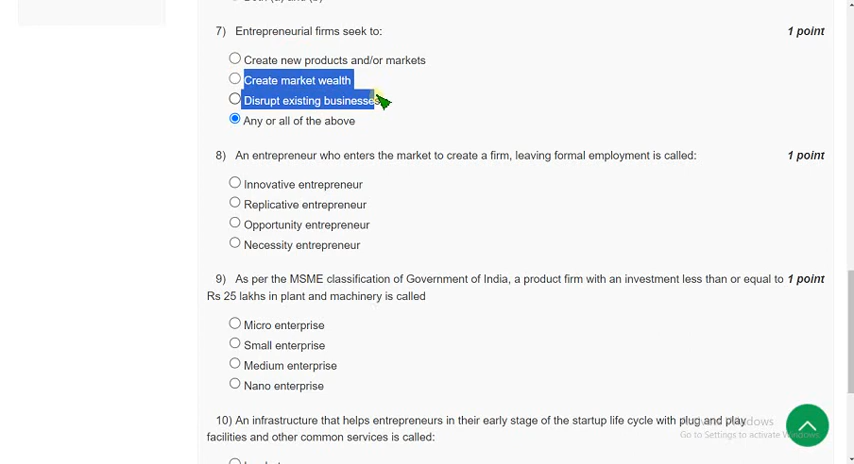 7) Entrepreneurial firms seek to: 1 point
Create new products and/or markets
Create market wealth
Disrupt existing businesses
Any or all of the above
8) An entrepreneur who enters the market to create a firm, leaving formal employment is called: 1 point
Innovative entrepreneur
Replicative entrepreneur
Opportunity entrepreneur
Necessity entrepreneur
9) As per the MSME classification of Government of India, a product firm with an investment less than or equal to 1 point
Rs 25 lakhs in plant and machinery is called
Micro enterprise
Small enterprise
Medium enterprise
Nano enterprise
10) An infrastructure that helps entrepreneurs in their early stage of the startup life cycle with plug and play
facilities and other common services is called:
Activate Windows
Go to Settings to activate Windows.